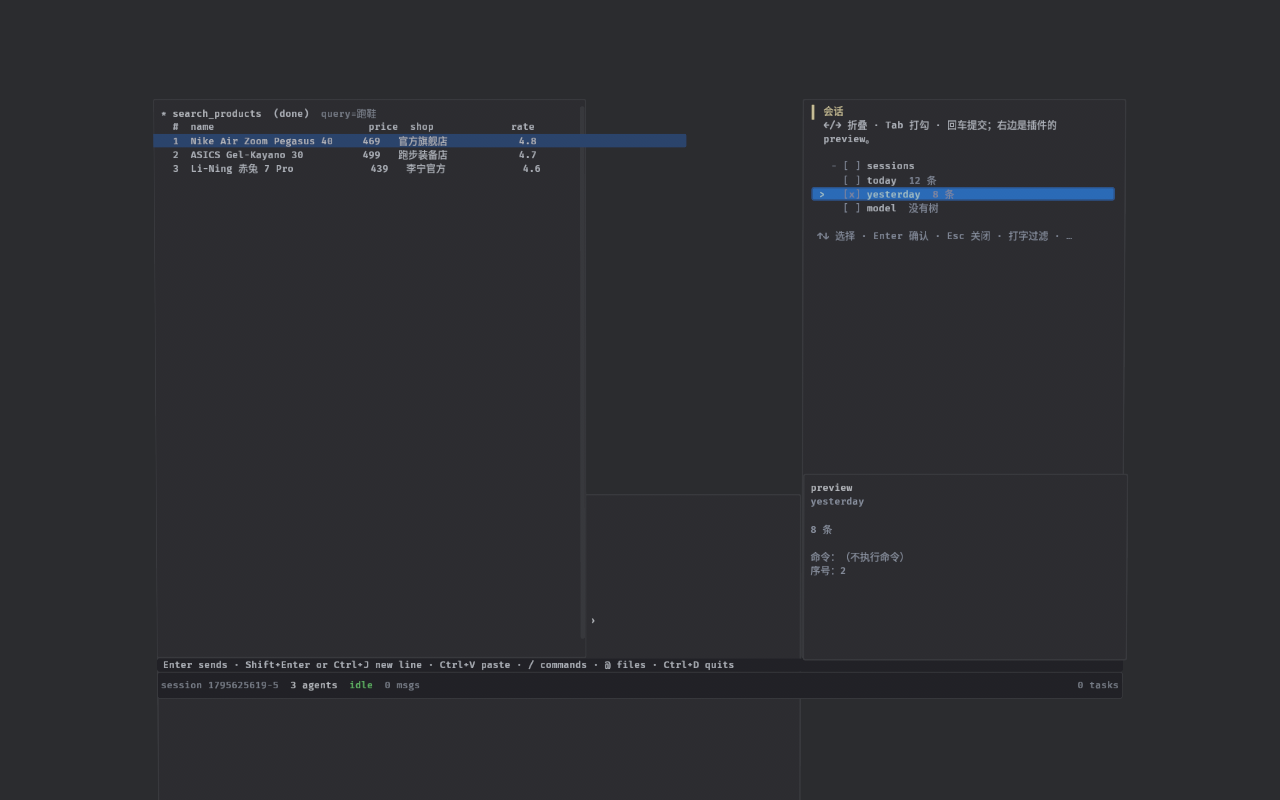 * search_products (done) query=跑鞋
# name price shop rate
1 Nike Air Zoom Pegasus 40 469 官方旗舰店 4.8
2 ASICS Gel-Kayano 30 499 跑步装备店 4.7
3 Li-Ning 赤兔 7 Pro 439 李宁官方 4.6
会话
←/→ 折叠 · Tab 打勾 · 回车提交；右边是插件的
preview。
- [ ] sessions
[ ] today 12 条
> [x] yesterday 8 条
[ ] model 没有树
↑↓ 选择 · Enter 确认 · Esc 关闭 · 打字过滤 · …
preview
yesterday
8 条
命令：（不执行命令）
序号：2
›
Enter sends · Shift+Enter or Ctrl+J new line · Ctrl+V paste · / commands · @ files · Ctrl+D quits
session 1795625619-5 3 agents idle 0 msgs 0 tasks